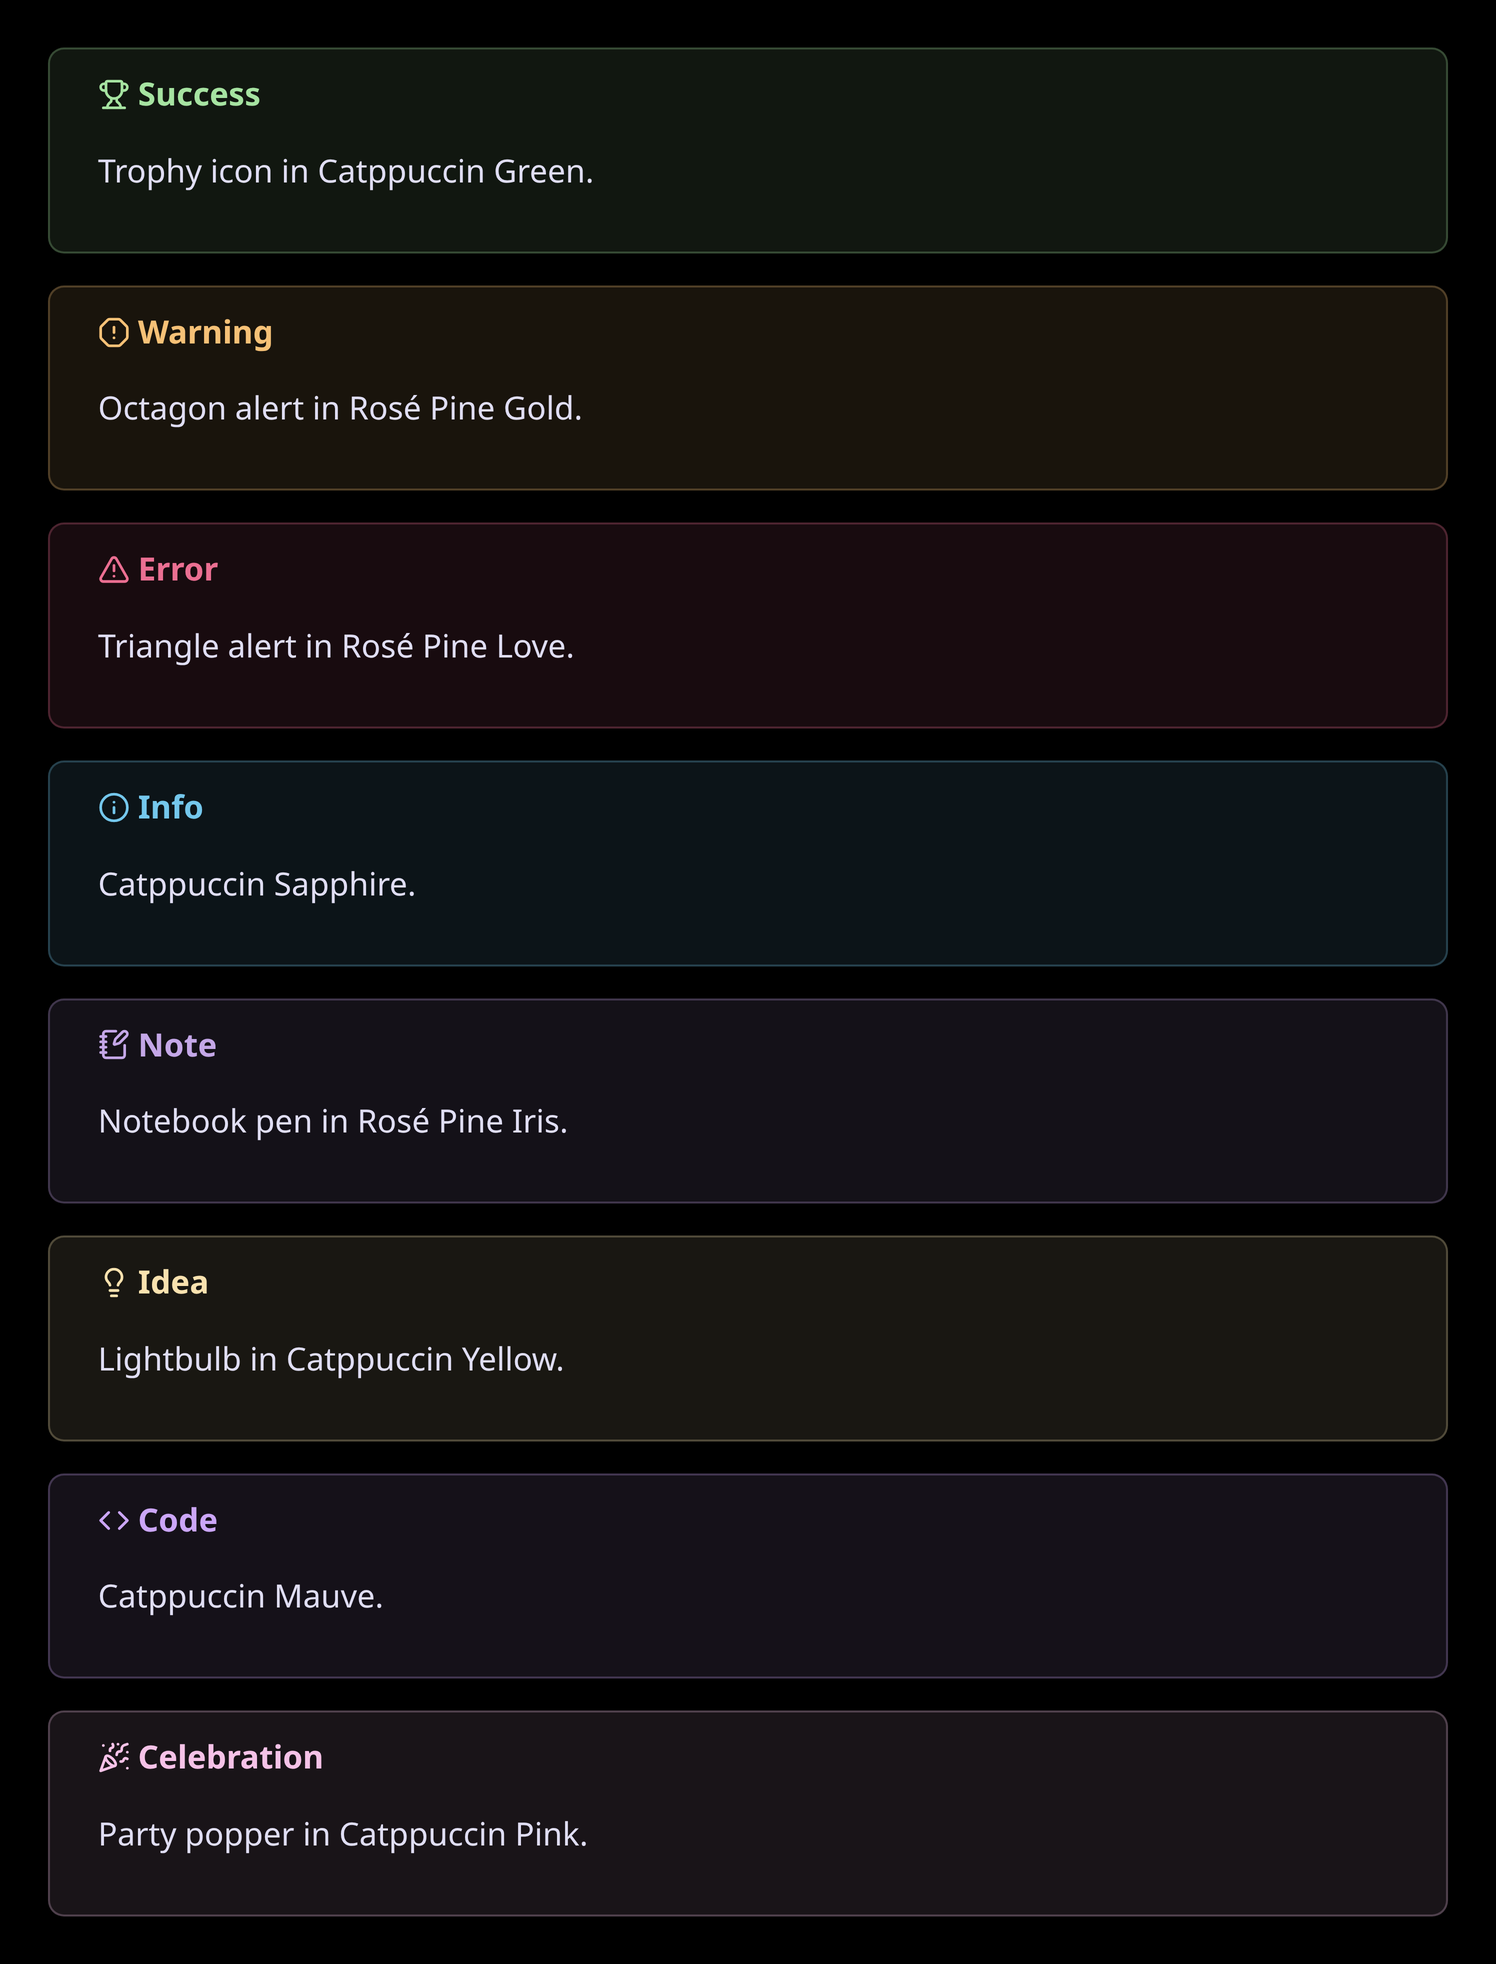 Success
Trophy icon in Catppuccin Green.
Warning
Octagon alert in Rosé Pine Gold.
Error
Triangle alert in Rosé Pine Love.
Info
Catppuccin Sapphire.
Note
Notebook pen in Rosé Pine Iris.
Idea
Lightbulb in Catppuccin Yellow.
Code
Catppuccin Mauve.
Celebration
Party popper in Catppuccin Pink.